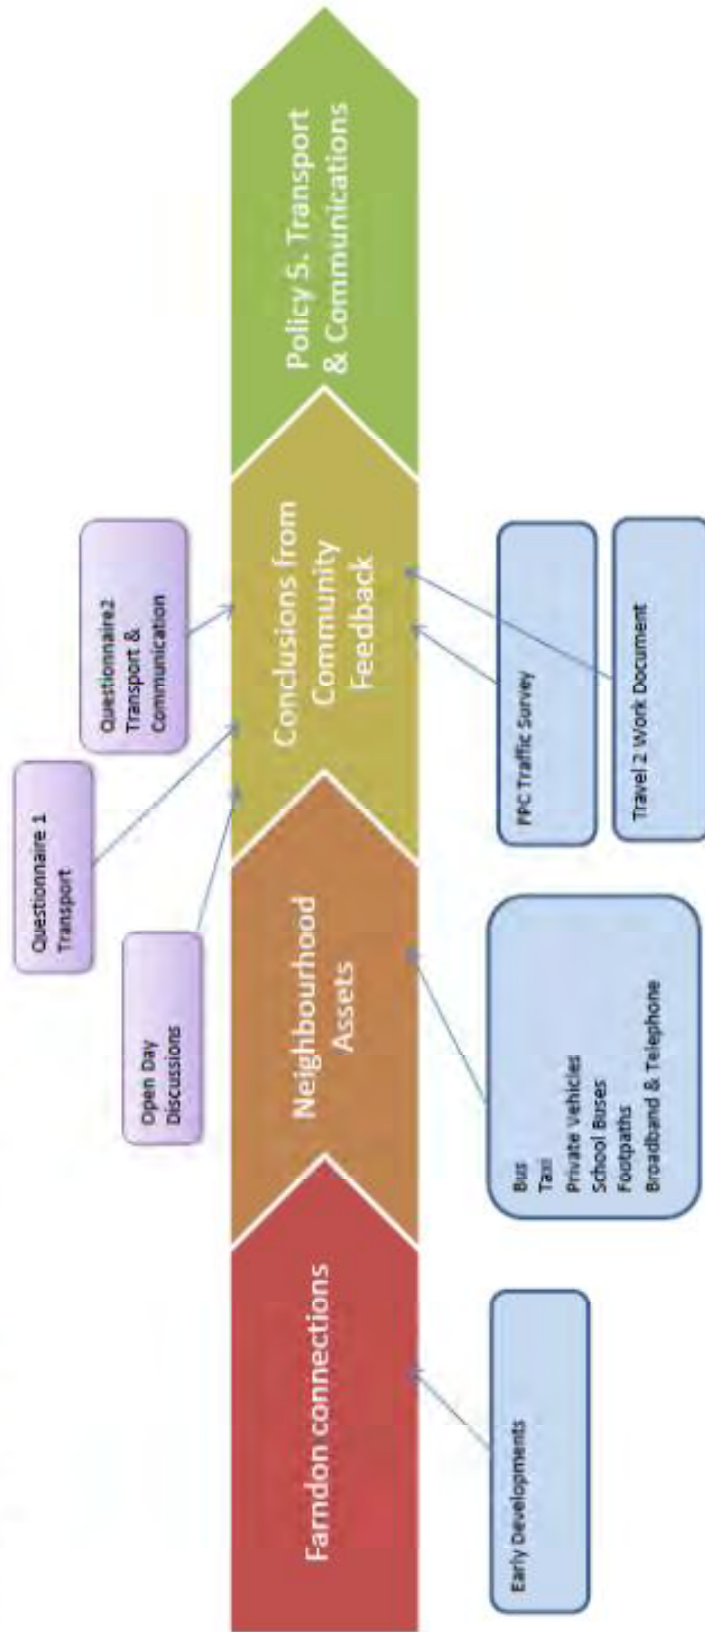 Questionnaire 1
Transport
Questionnaire2
Transport &
Communication
Open Day
Discussions
Farndon connections
Neighbourhood
Assets
Conclusions from
Community
Feedback
Policy 5. Transport
& Communications
Early Developments
Bus
Taxi
Private Vehicles
School Buses
Footpaths
Broadband & Telephone
FPC Traffic Survey
Travel 2 Work Document